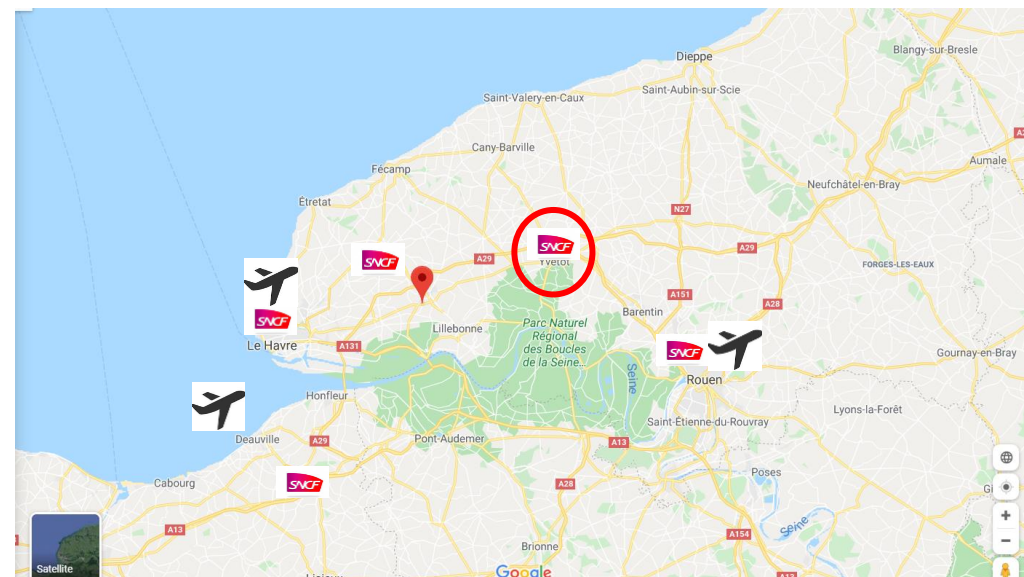 Dieppe
Blangy-sur-Bresle
Saint-Aubin-sur-Scie
Saint-Valery-en-Caux
Cany-Barville
Aumale
Fécamp
Neufchâtel-en-Bray
Étretat
N27
SNCF
A29
SNCF
A29
Yvetot
FORGES-LES-EAUX
A151
A28
Barentin
SNCF
Lillebonne
Parc Naturel
Régional
des Boucles
de la Seine...
Le Havre
A131
SNCF
Gournay-en-Bray
Rouen
Seine
Honfleur
Lyons-la-Forêt
Saint-Étienne-du-Rouvray
Deauville
A29
Pont-Audemer
A13
Poses
SNCF
Cabourg
A28
Seine
A13
A154
Brionne
Satellite
Google